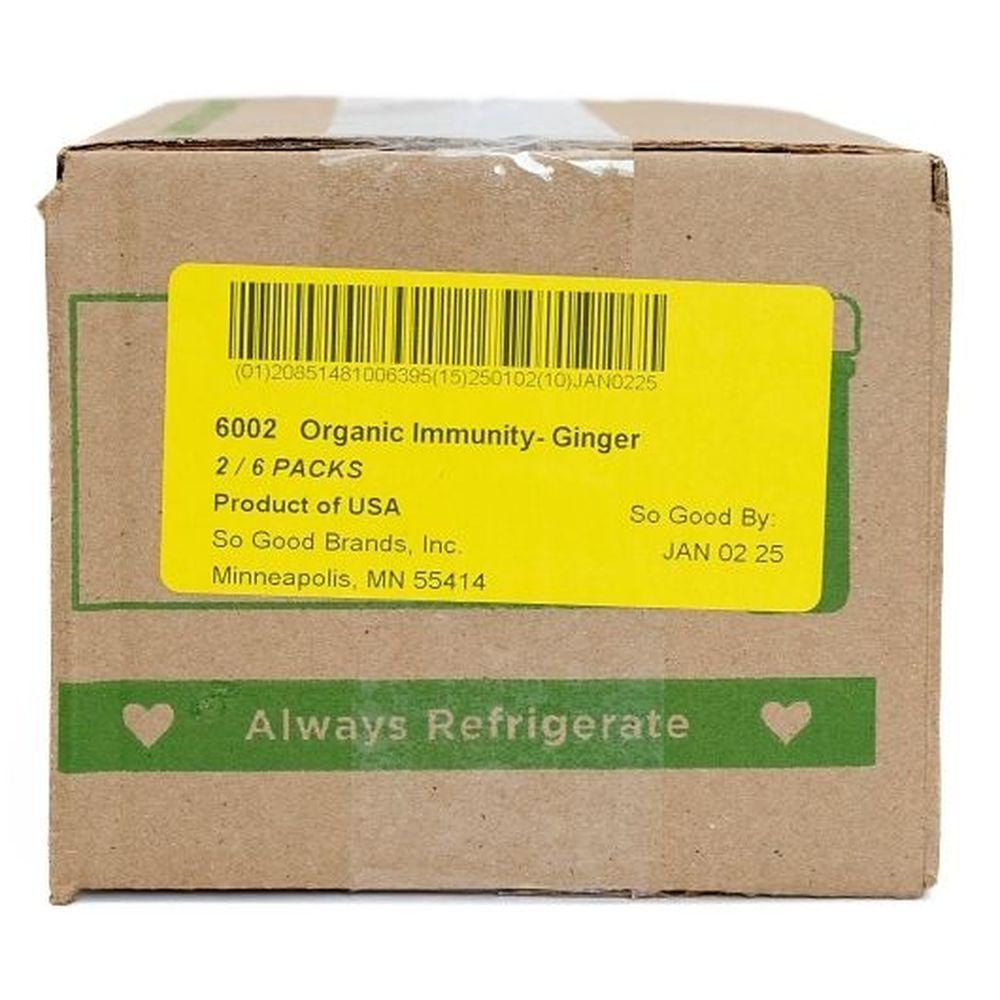 (01)20851481006395(15)250102(10)JAN0225
6002 Organic Immunity- Ginger
2 / 6 PACKS
Product of USA
So Good Brands, Inc.
Minneapolis, MN 55414
So Good By:
JAN 02 25
Always Refrigerate